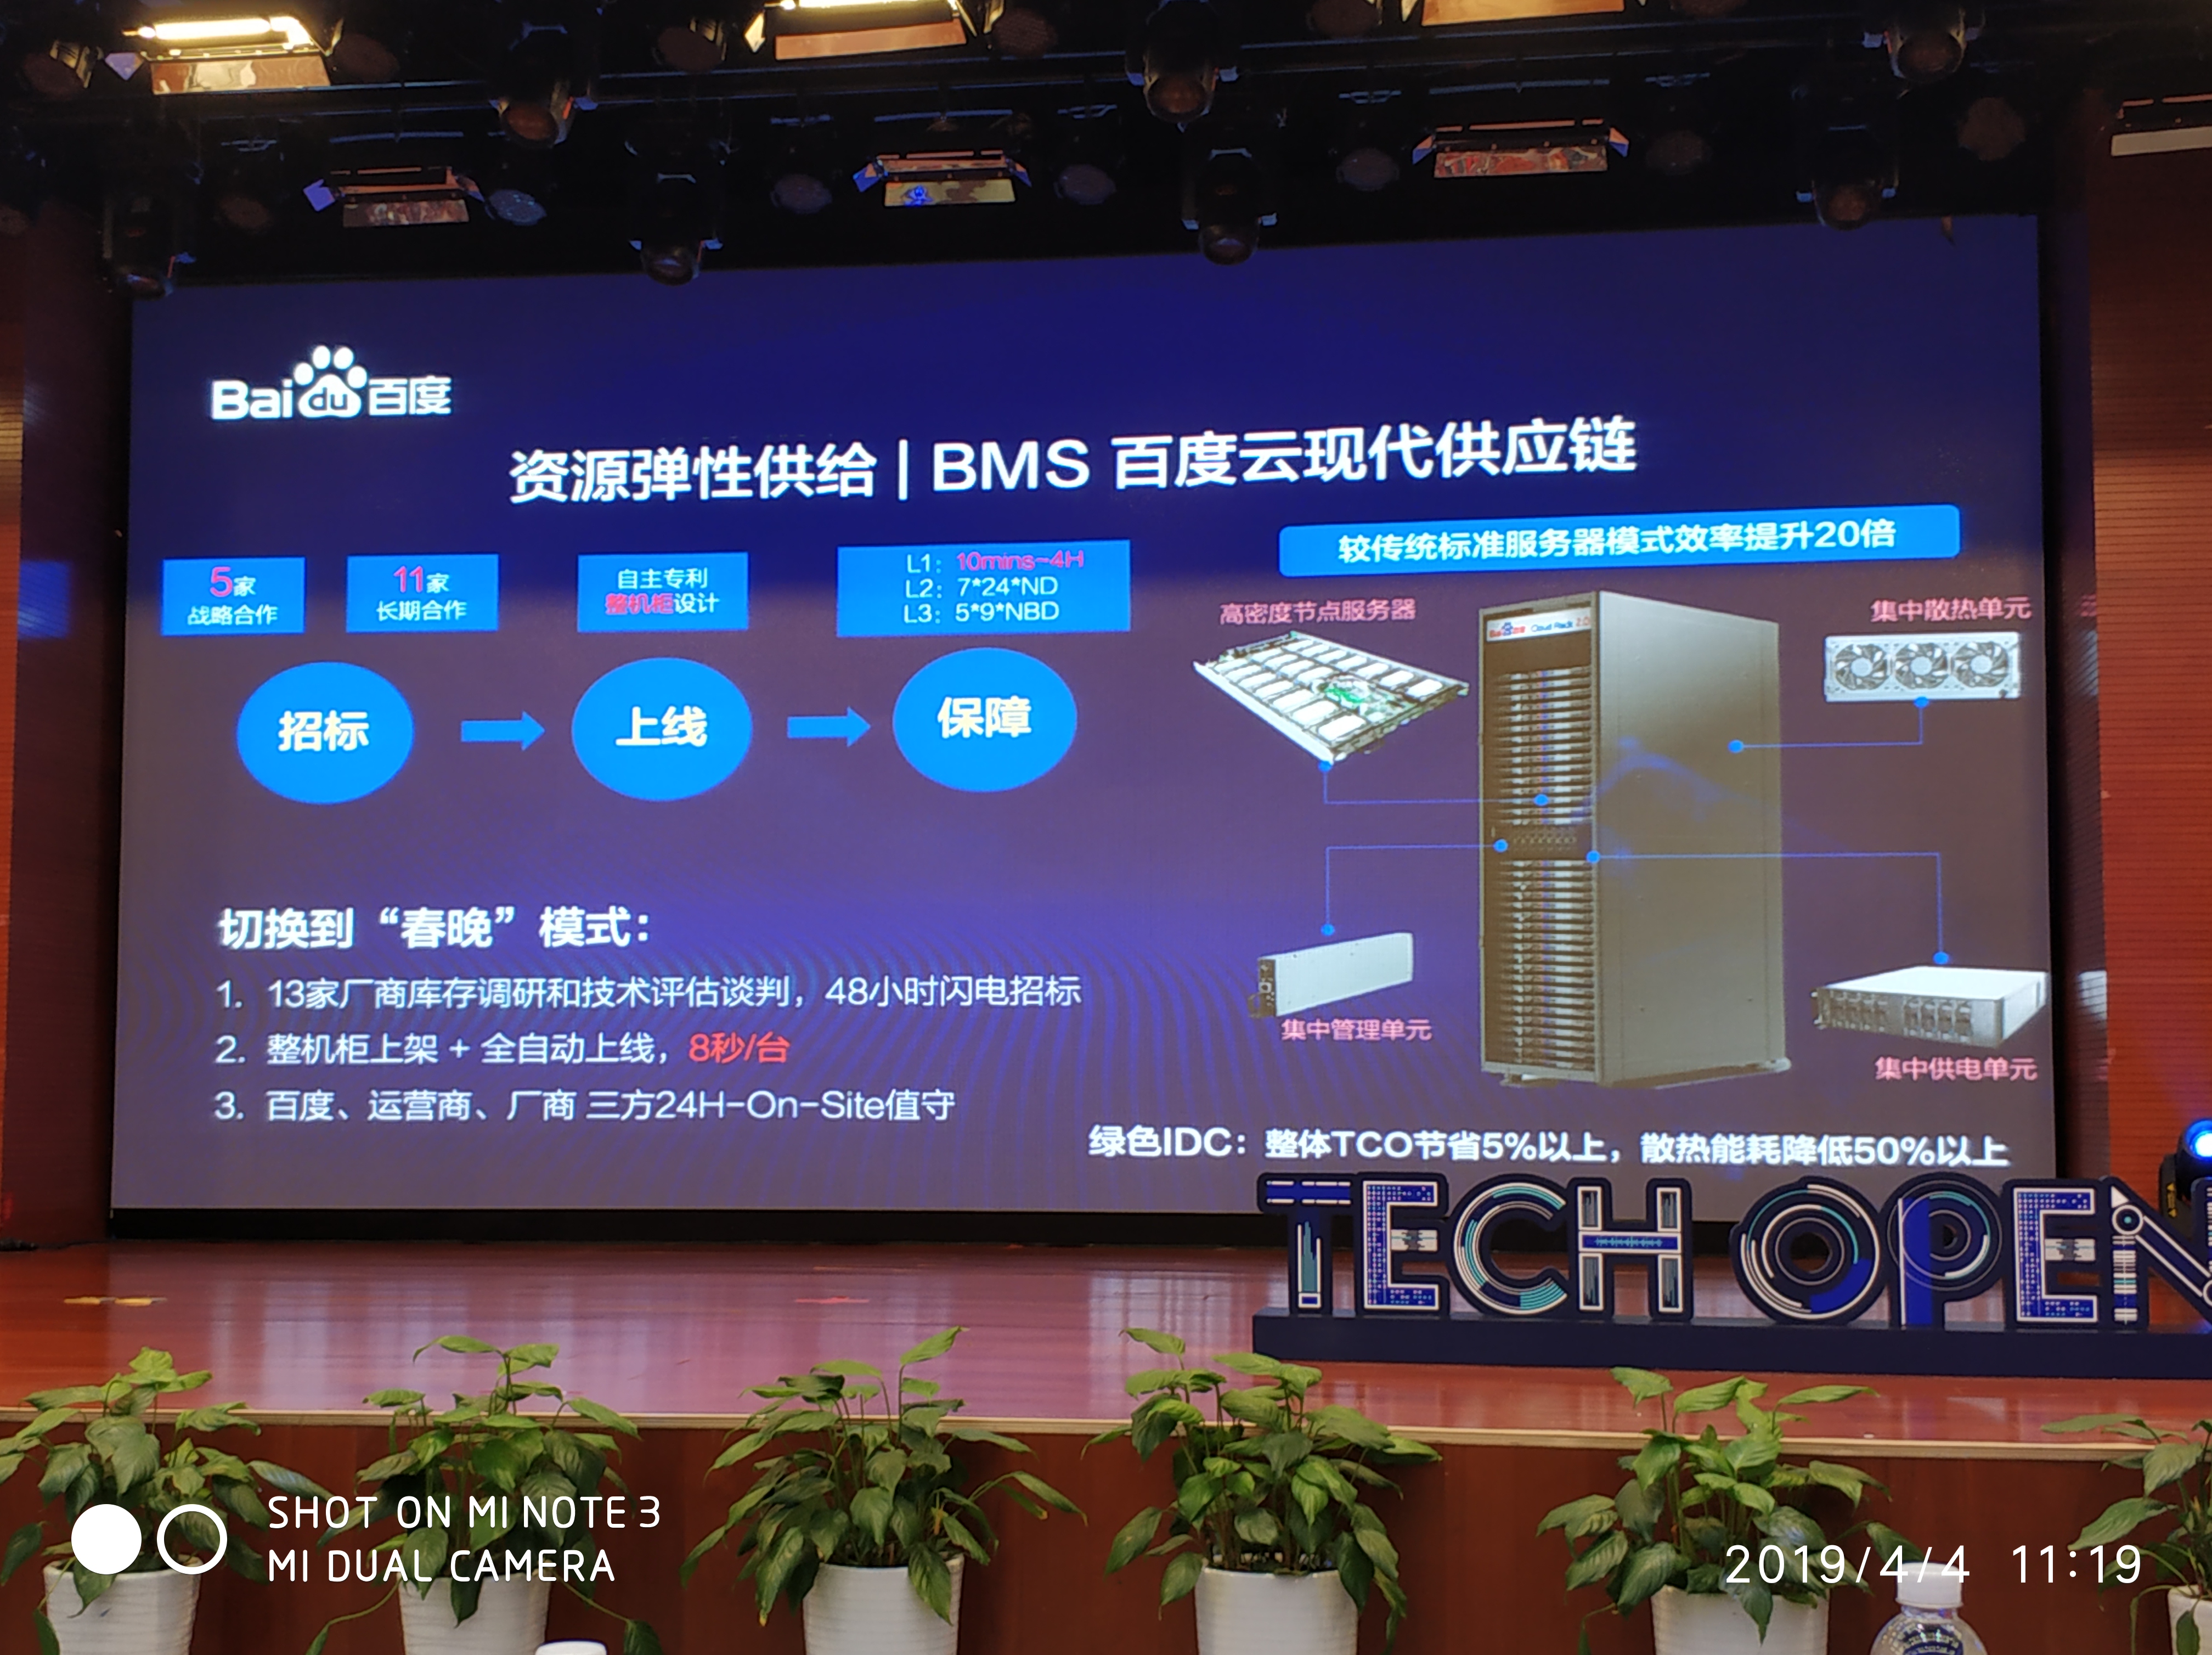 Bai du 百度
资源弹性供给 | BMS 百度云现代供应链
5家
战略合作
11家
长期合作
自主专利
整机柜设计
L1：10mins~4H
L2：7*24*ND
L3：5*9*NBD
招标
上线
保障
较传统标准服务器模式效率提升20倍
高密度节点服务器
集中散热单元
Bai du 百度 Cloud Rack 2.0
集中管理单元
集中供电单元
切换到“春晚”模式：
1. 13家厂商库存调研和技术评估谈判，48小时闪电招标
2. 整机柜上架 + 全自动上线，8秒/台
3. 百度、运营商、厂商 三方24H-On-Site值守
绿色IDC：整体TCO节省5%以上，散热能耗降低50%以上
TECH OPEN
SHOT ON MI NOTE 3
MI DUAL CAMERA
2019/4/4 11:19